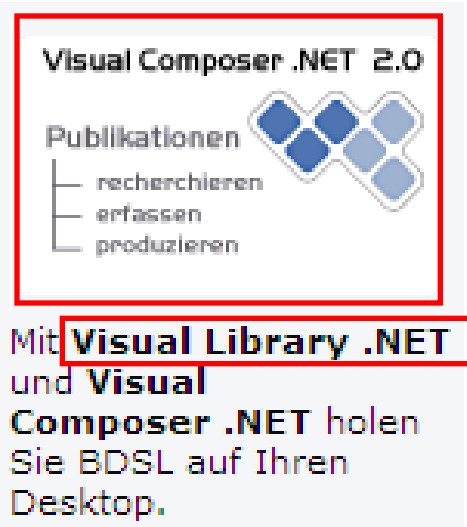 Visual Composer .NET 2.0
Publikationen
recherchieren
erfassen
produzieren
Mit Visual Library .NET
und Visual
Composer .NET holen
Sie BDSL auf Ihren
Desktop.